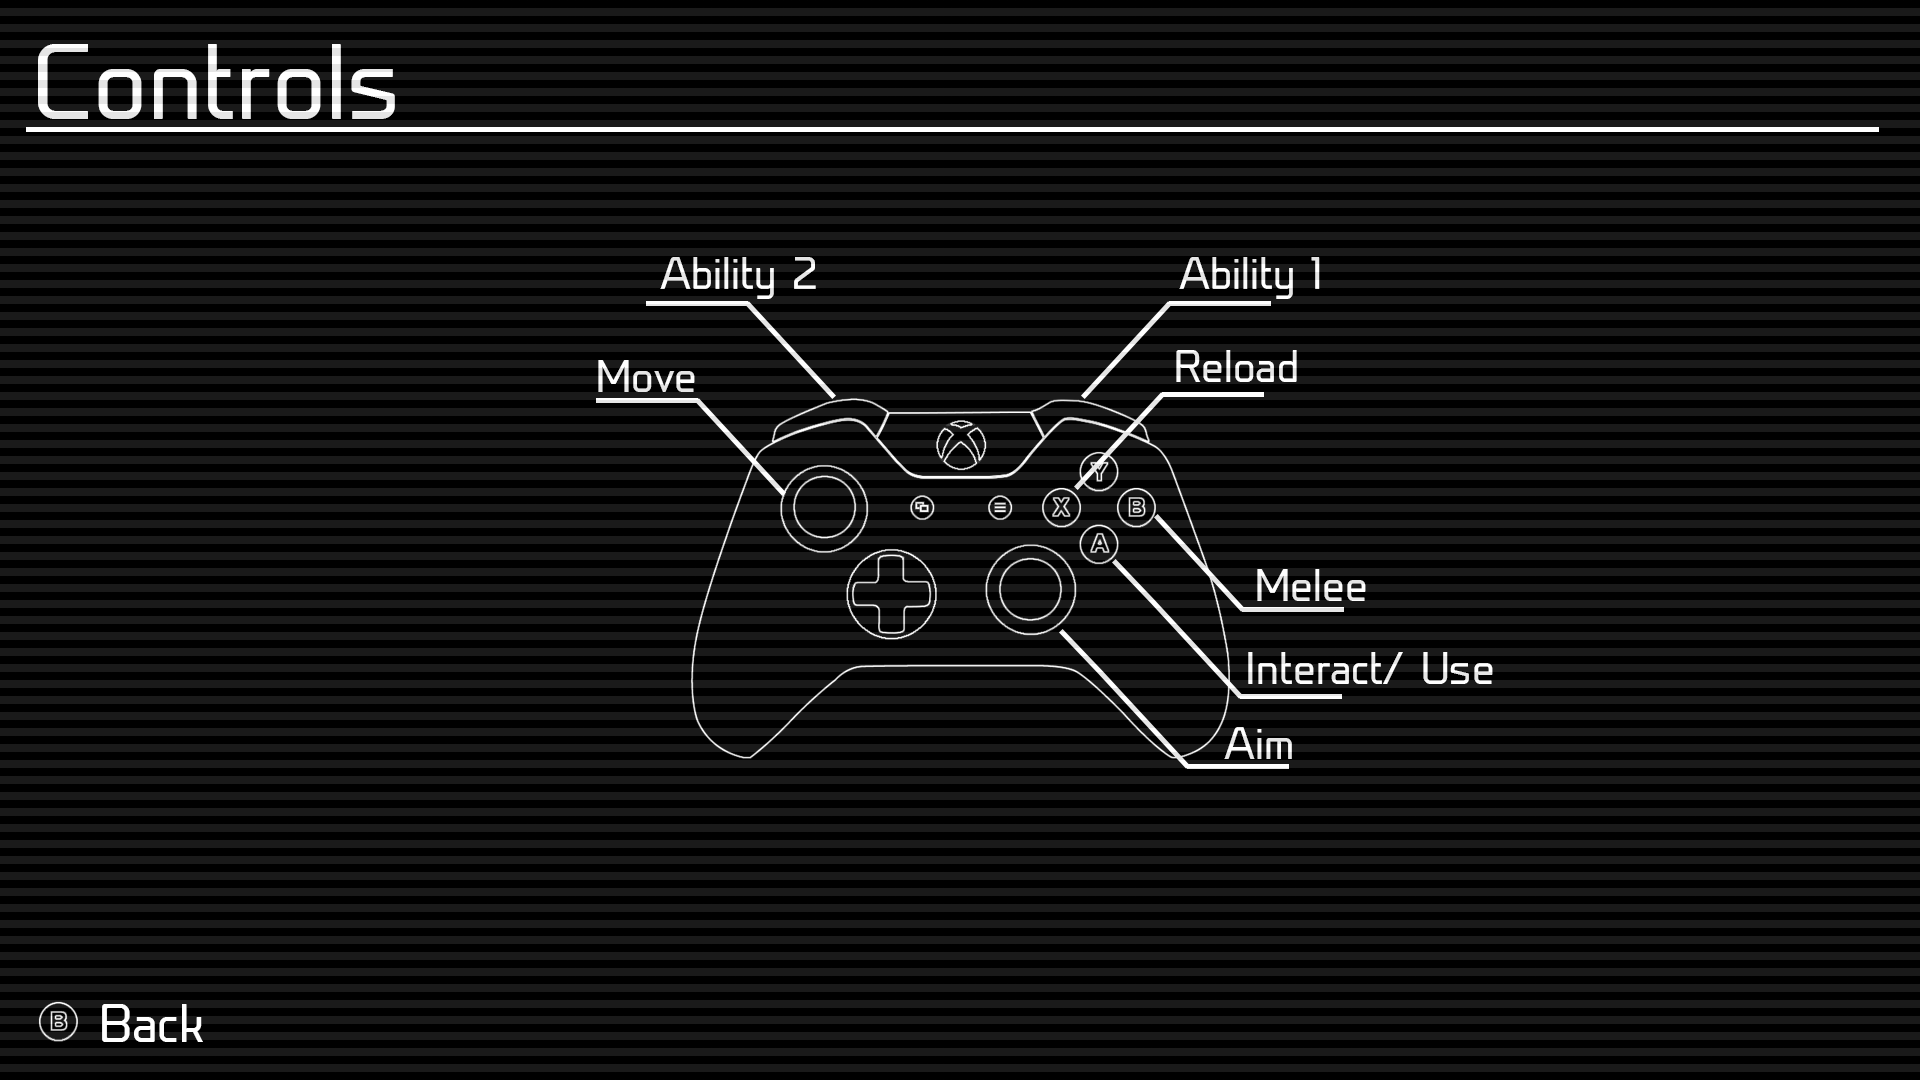 Controls
Ability 2
Ability 1
Move
Reload
Y
X
B
A
Melee
Interact/ Use
Aim
B Back